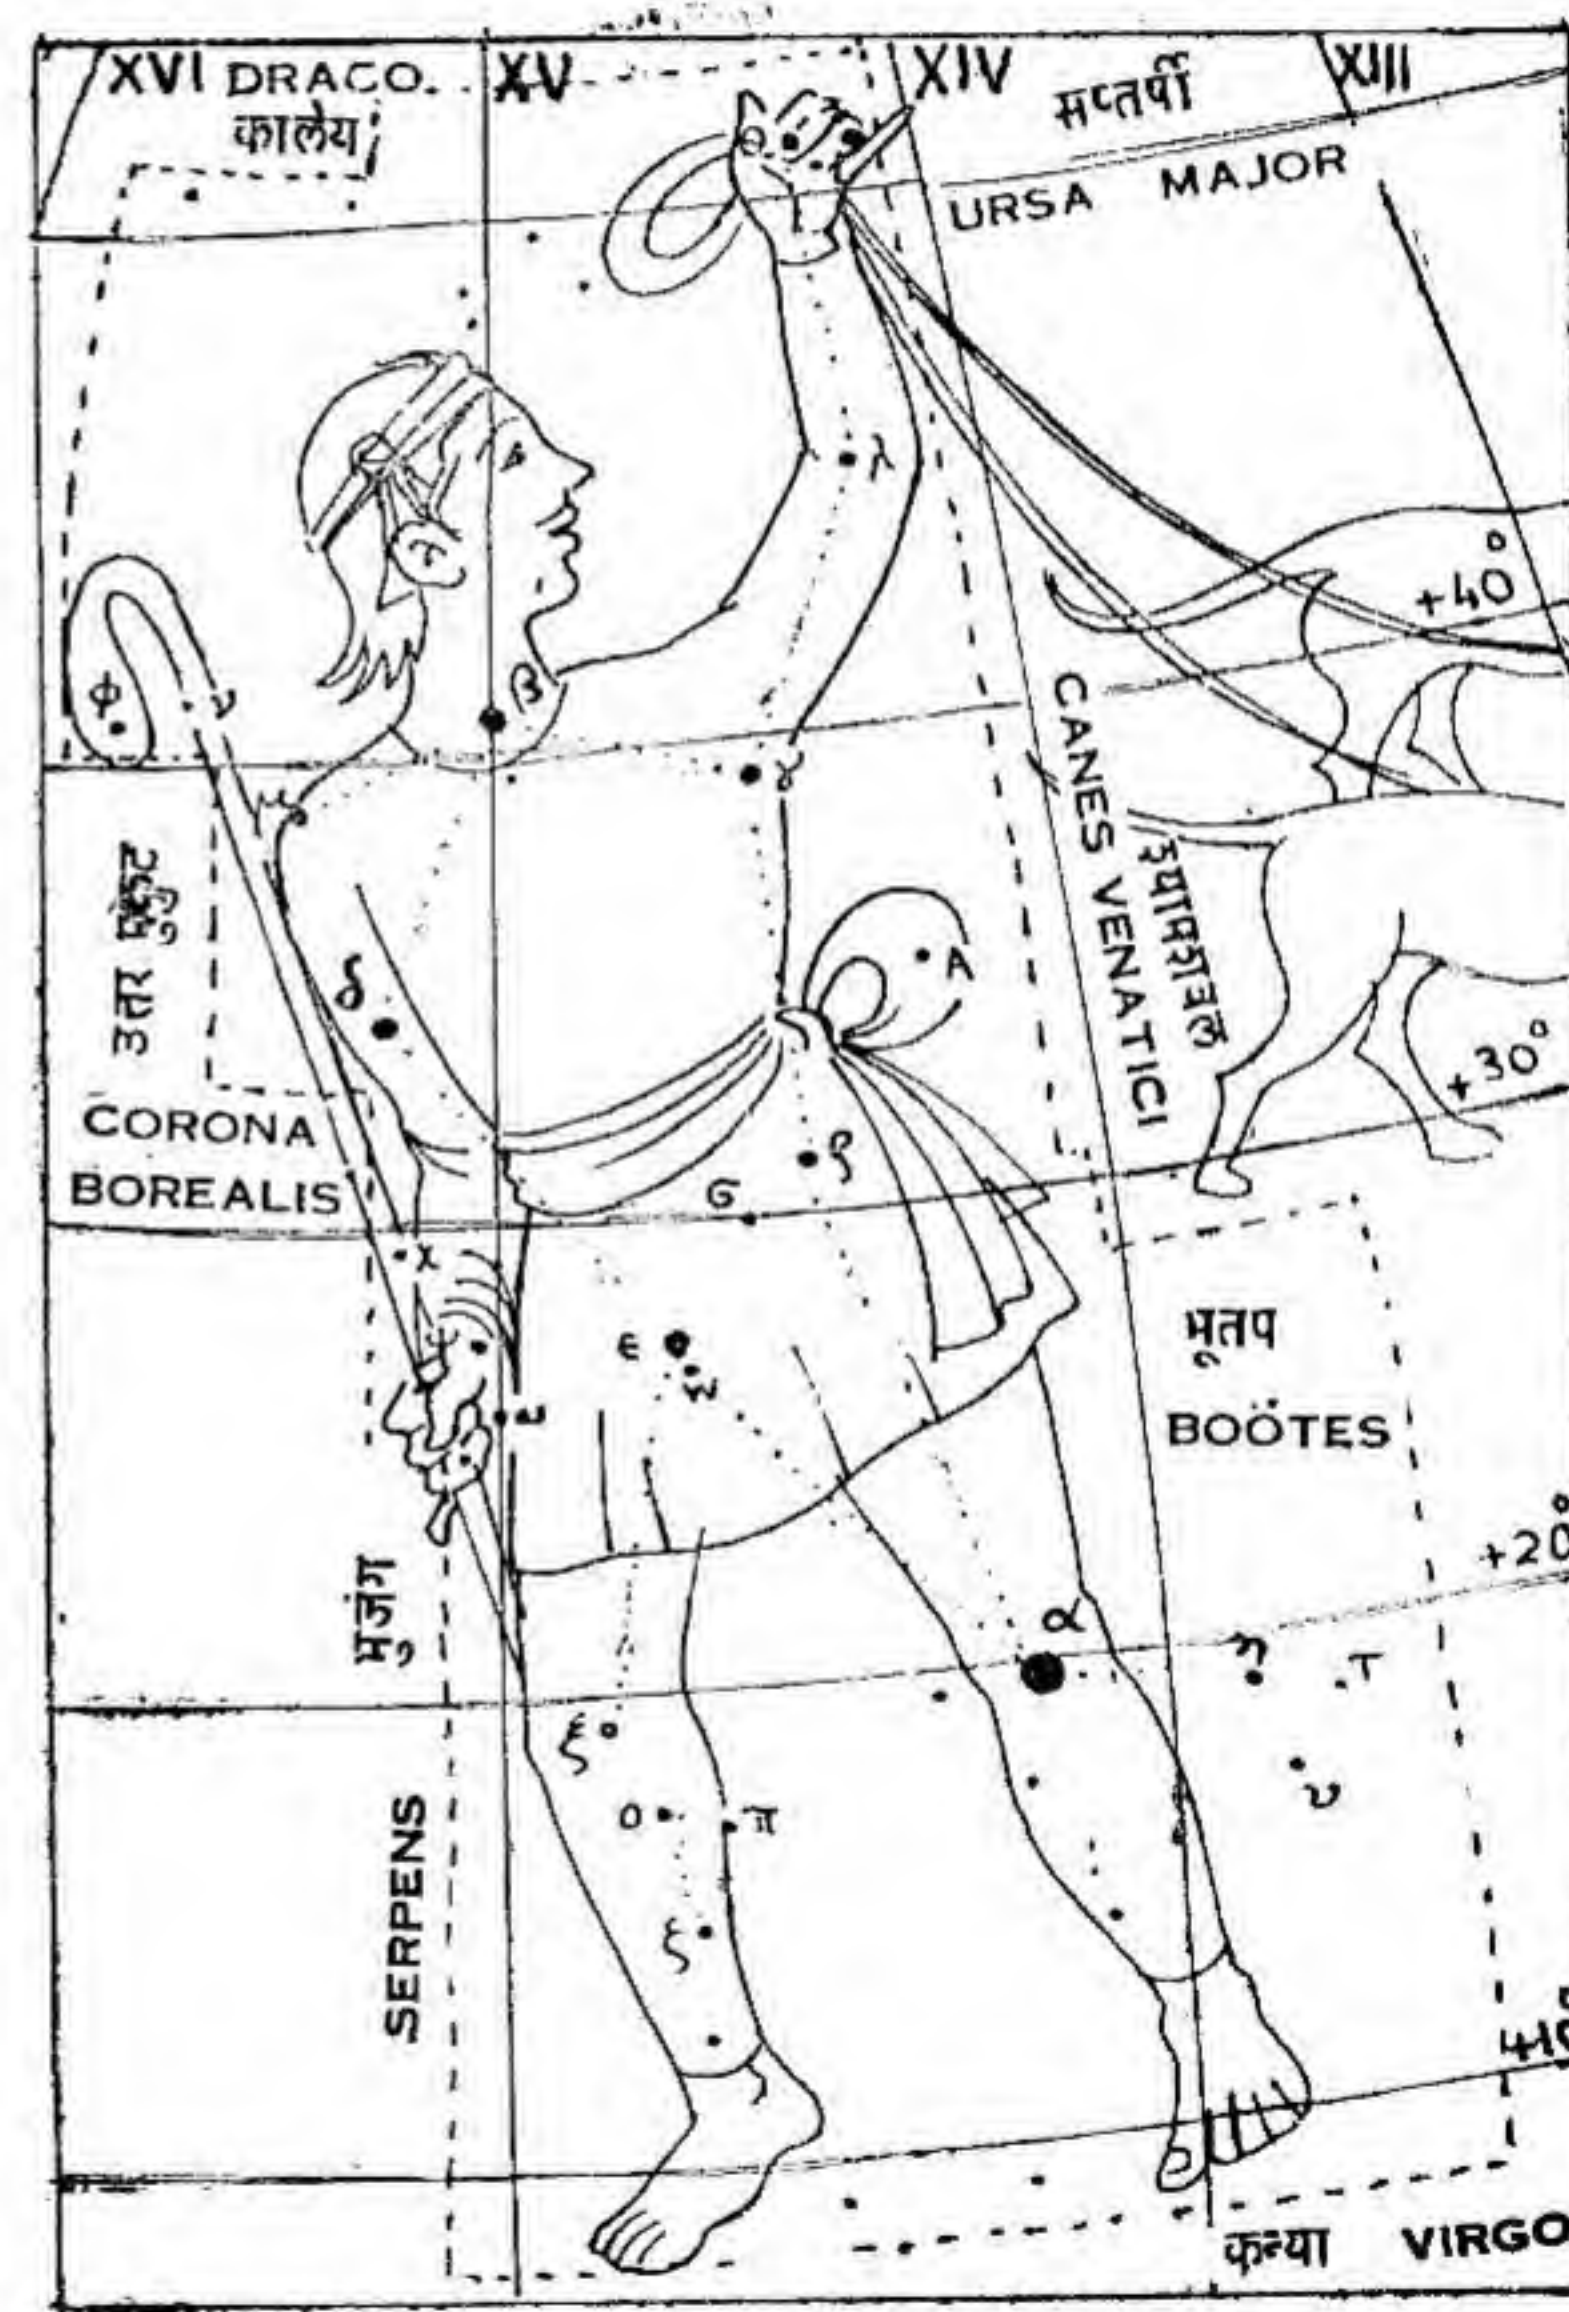 XVI DRACO XV XIV सप्तर्षी XIII
कालेय
URSA MAJOR
θ
λ
+40°
β
φ
ν
γ
μ
CANES VENATICI
श्यामशबल
उत्तर मुकुट
δ
A
+30°
CORONA
BOREALIS
ρ
σ
χ
भूतप
BOÖTES
ε
ω
+20°
भुजंग
α
η
τ
ξ
υ
ο
π
SERPENS
ξ
कन्या VIRGO